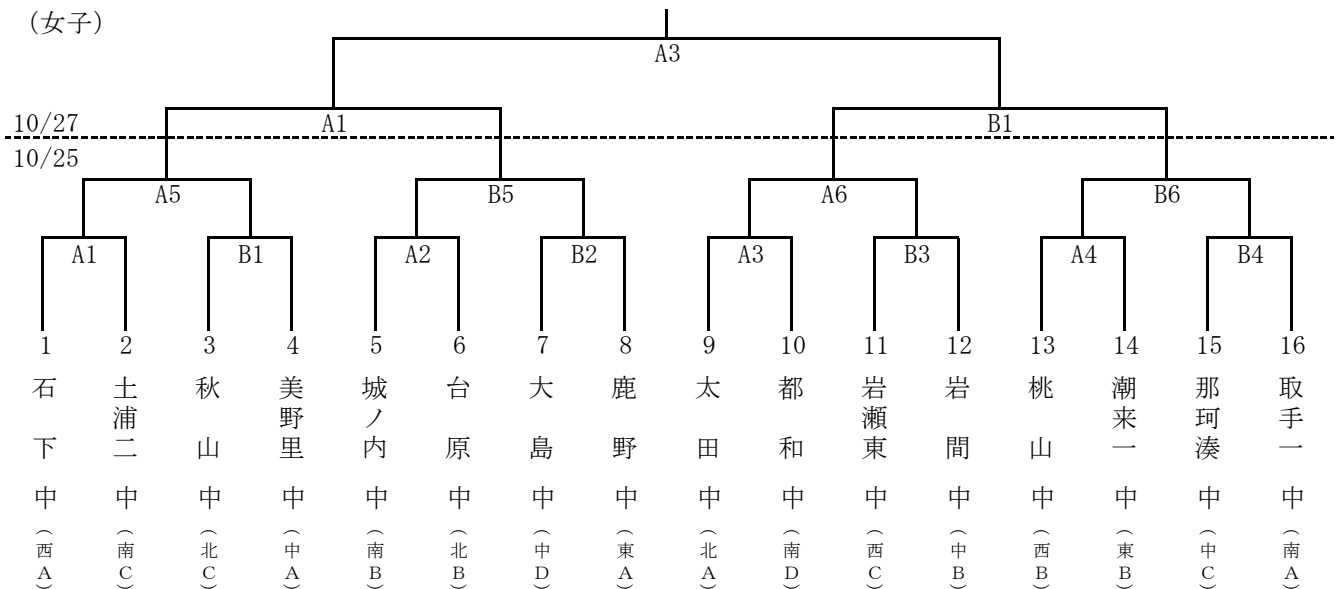 (女子)
A3
10/27
A1
B1
10/25
A5
B5
A6
B6
A1
B1
A2
B2
A3
B3
A4
B4
1
2
3
4
5
6
7
8
9
10
11
12
13
14
15
16
石下中(西A)
土浦二中(南C)
秋山中(北C)
美野里中(中A)
城ノ内中(南B)
台原中(北B)
大島中(中D)
鹿野中(東A)
太田中(北A)
都和中(南D)
岩瀬東中(西C)
岩間中(中B)
桃山中(西B)
潮来一中(東B)
那珂湊中(中C)
取手一中(南A)